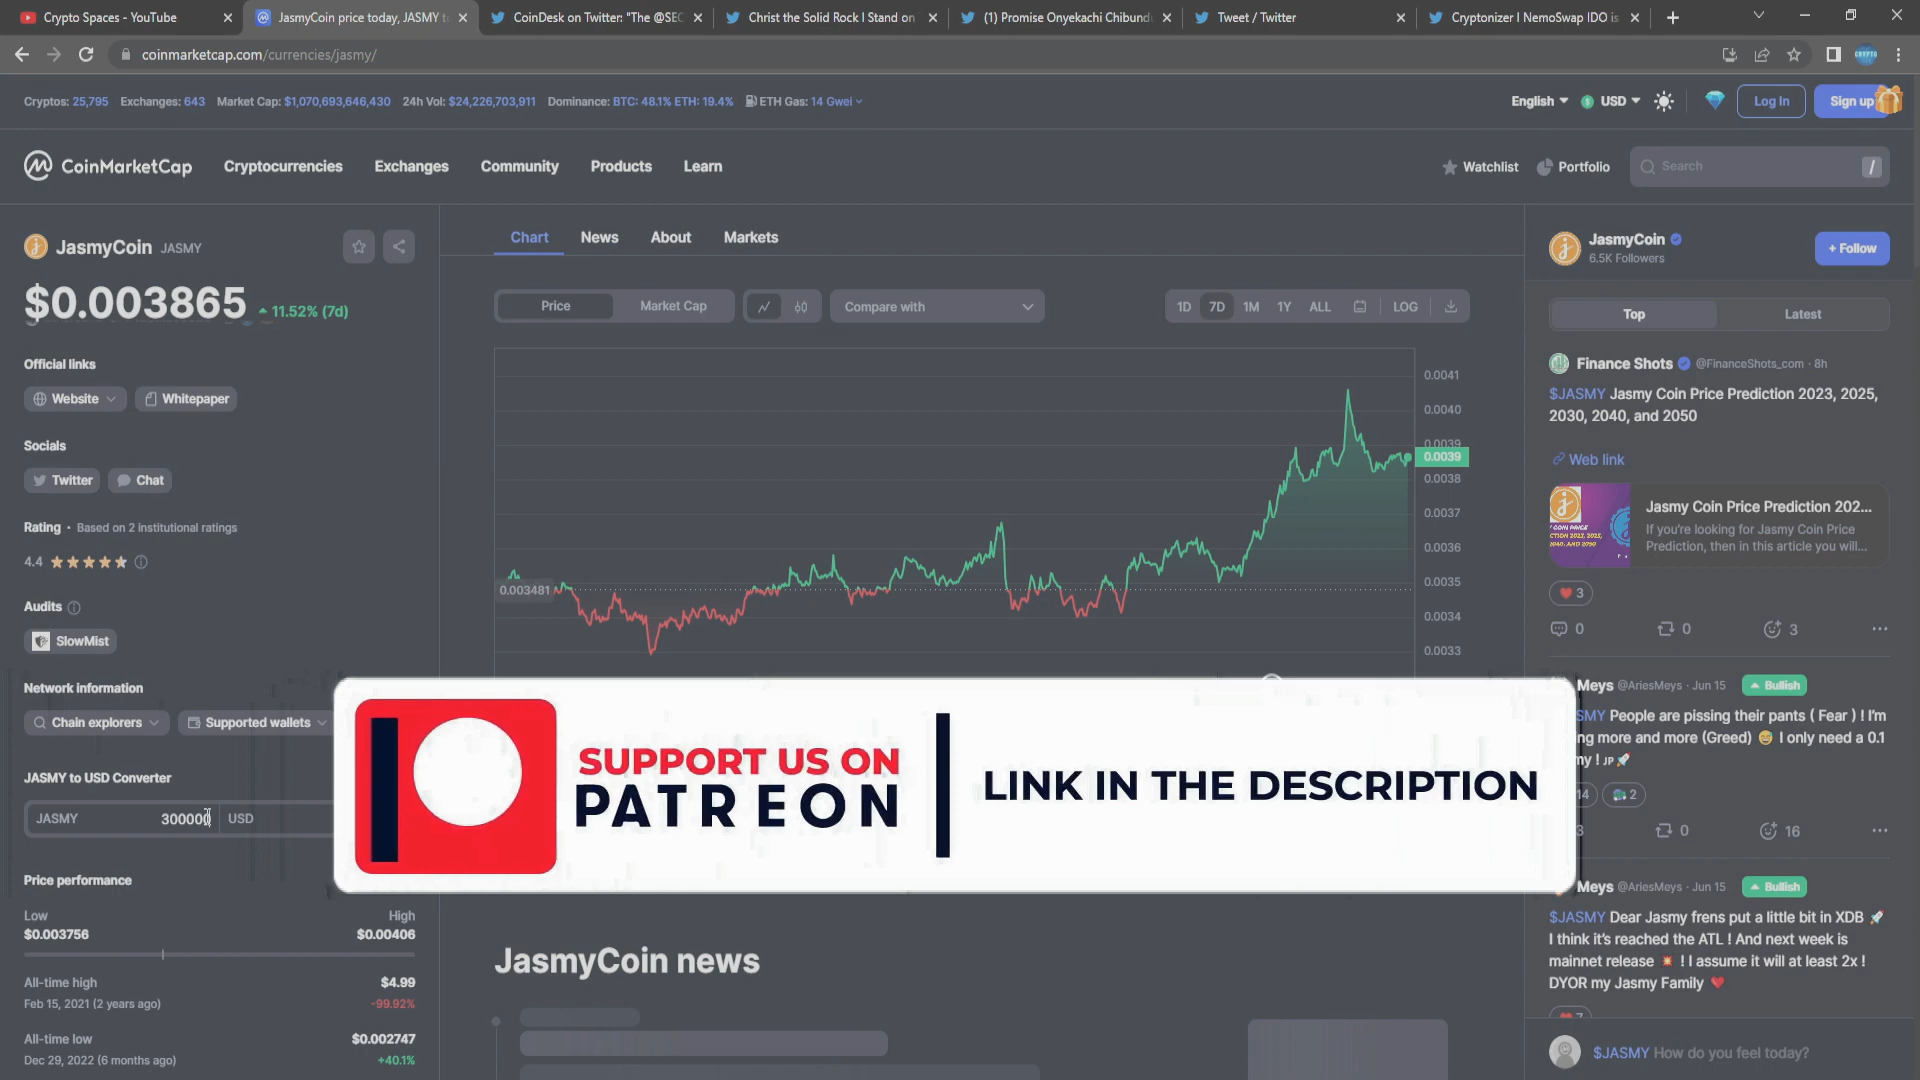 Crypto Spaces - YouTube
JasmyCoin price today, JASMY t
CoinDesk on Twitter: "The @SEC
Christ the Solid Rock I Stand on
(1) Promise Onyekachi Chibund
Tweet / Twitter
Cryptonizer I NemoSwap IDO is
coinmarketcap.com/currencies/jasmy/
Cryptos: 25,795 Exchanges: 643 Market Cap: $1,070,693,646,430 24h Vol: $24,226,703,911 Dominance: BTC: 48.1% ETH: 19.4% ETH Gas: 14 Gwei
English USD Log In Sign up
CoinMarketCap Cryptocurrencies Exchanges Community Products Learn
Watchlist Portfolio Search /
JasmyCoin JASMY
$0.003865 11.52% (7d)
Official links
Website Whitepaper
Socials
Twitter Chat
Rating · Based on 2 institutional ratings
4.4
Audits
SlowMist
Network information
Chain explorers Supported wallets
JASMY to USD Converter
JASMY 300000 USD
Price performance
Low High
$0.003756 $0.00406
All-time high $4.99
Feb 15, 2021 (2 years ago) -99.92%
All-time low $0.002747
Dec 29, 2022 (6 months ago) +40.1%
Chart News About Markets
Price Market Cap Compare with 1D 7D 1M 1Y ALL LOG
0.0041
0.0040
0.0039
0.0039
0.0038
0.0037
0.0036
0.0035
0.0034
0.0033
0.003481
SUPPORT US ON
PATREON
LINK IN THE DESCRIPTION
JasmyCoin news
JasmyCoin
6.5K Followers
+ Follow
Top Latest
Finance Shots @FinanceShots_com · 8h
$JASMY Jasmy Coin Price Prediction 2023, 2025,
2030, 2040, and 2050
Web link
Jasmy Coin Price Prediction 202...
If you're looking for Jasmy Coin Price
Prediction, then in this article you will...
3
0 0 3
Meys @AriesMeys · Jun 15 Bullish
SMY People are pissing their pants ( Fear ) ! I'm
ng more and more (Greed) 😅 I only need a 0.1
my ! JP🚀
14 2
3 0 16
Meys @AriesMeys · Jun 15 Bullish
$JASMY Dear Jasmy frens put a little bit in XDB 🚀
I think it's reached the ATL ! And next week is
mainnet release 💥 ! I assume it will at least 2x !
DYOR my Jasmy Family ❤️
$JASMY How do you feel today?